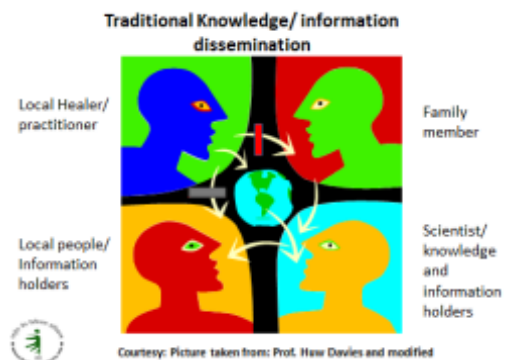 Traditional Knowledge/ information
dissemination
Local Healer/
practitioner
Family
member
Local people/
Information
holders
Scientist/
knowledge
and
information
holders
Courtesy: Picture taken from: Prof. Huw Davies and modified